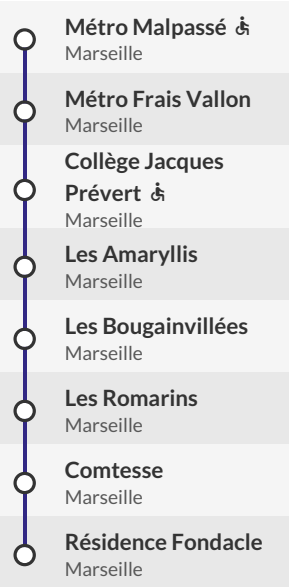 Métro Malpassé
Marseille
Métro Frais Vallon
Marseille
Collège Jacques
Prévert
Marseille
Les Amaryllis
Marseille
Les Bougainvillées
Marseille
Les Romarins
Marseille
Comtesse
Marseille
Résidence Fondacle
Marseille